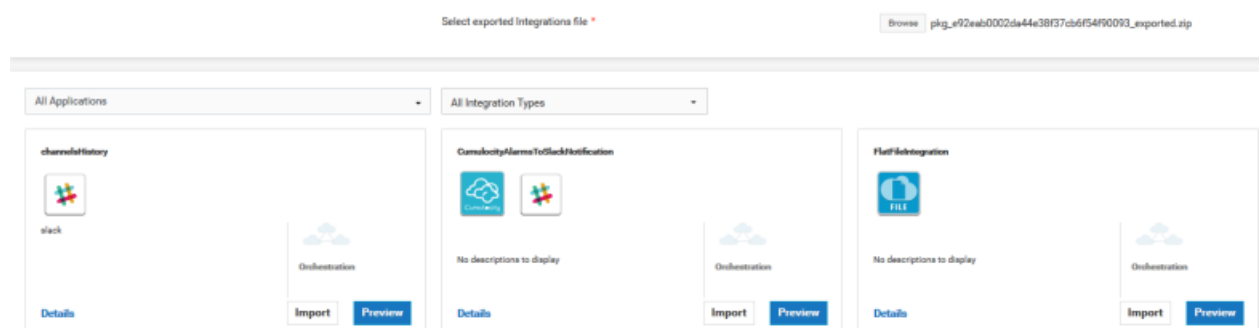 Select exported Integrations file *
Browse pkg_e92eab0002da44e38f37cb6f54f90093_exported.zip
All Applications
All Integration Types
channelsHistory
slack
Orchestration
Details
Import
Preview
CumulocityAlarmsToSlackNotification
Cumulocity
No descriptions to display
Orchestration
Details
Import
Preview
FlatFileIntegration
FILE
No descriptions to display
Orchestration
Details
Import
Preview